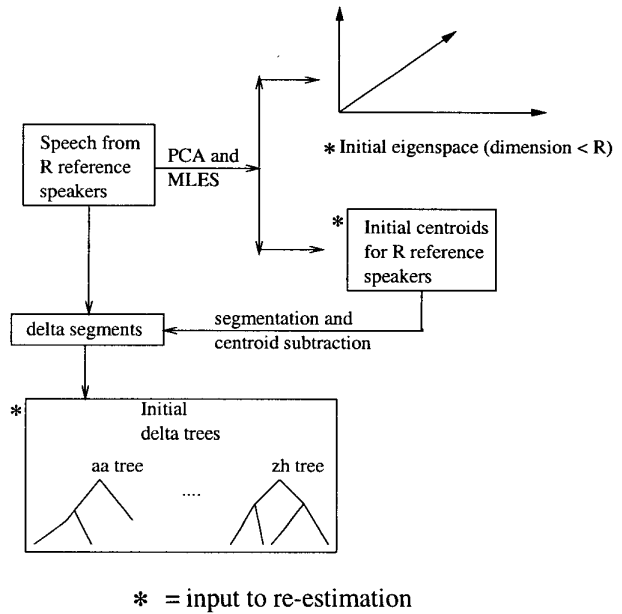 Speech from
R reference
speakers
PCA and
MLES
* Initial eigenspace (dimension < R)
* Initial centroids
for R reference
speakers
delta segments
segmentation and
centroid subtraction
* Initial
delta trees
aa tree
....
zh tree
* = input to re-estimation